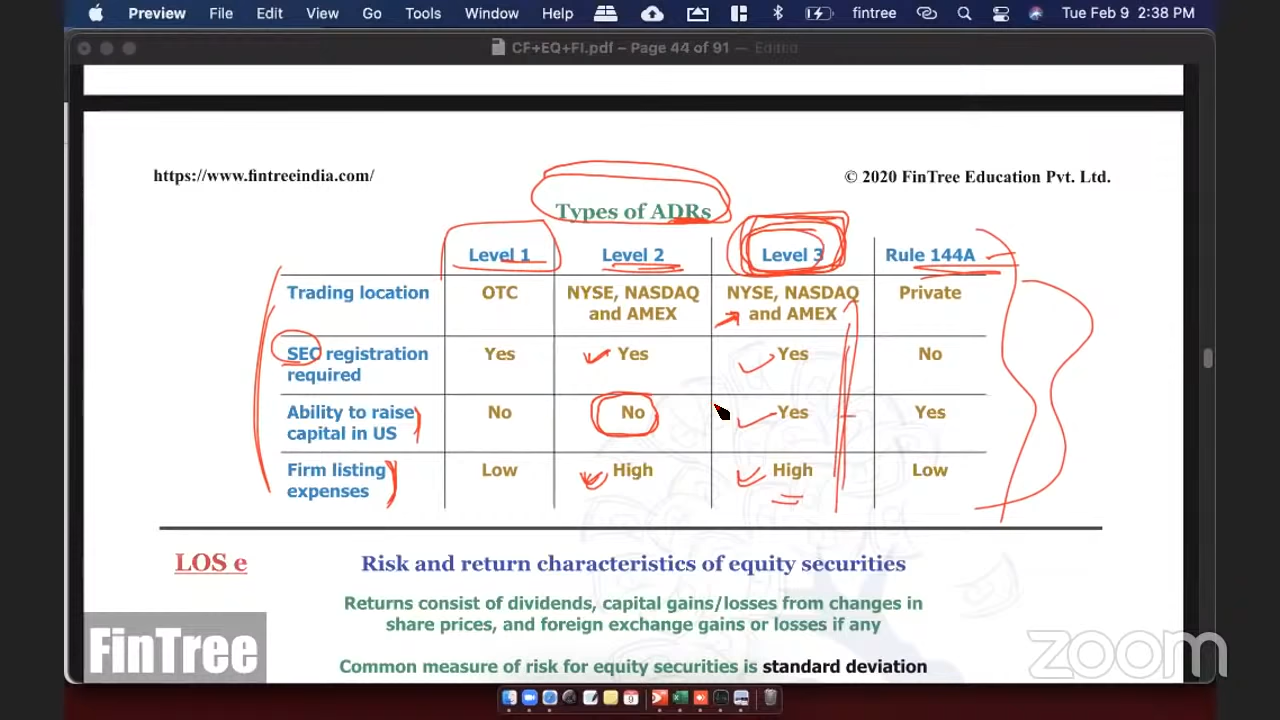 Preview File Edit View Go Tools Window Help fintree Tue Feb 9 2:38 PM
CF+EQ+FI.pdf – Page 44 of 91 — Edited
https://www.fintreeindia.com/ © 2020 FinTree Education Pvt. Ltd.
Types of ADRs
Level 1 Level 2 Level 3 Rule 144A
Trading location OTC NYSE, NASDAQ NYSE, NASDAQ Private
and AMEX and AMEX
SEC registration Yes Yes Yes No
required
Ability to raise No No Yes Yes
capital in US
Firm listing Low High High Low
expenses
LOS e Risk and return characteristics of equity securities
Returns consist of dividends, capital gains/losses from changes in
share prices, and foreign exchange gains or losses if any
FinTree zoom
Common measure of risk for equity securities is standard deviation